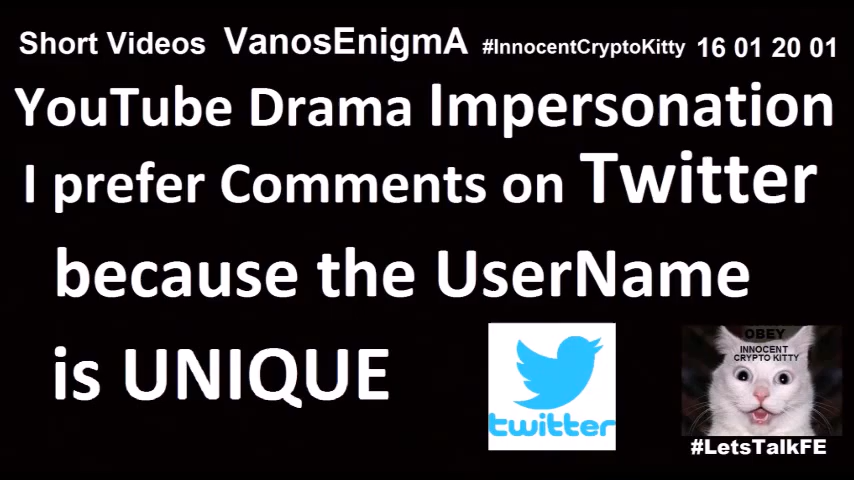 Short Videos VanosEnigmA #InnocentCryptoKitty 16 01 20 01
YouTube Drama Impersonation
I prefer Comments on Twitter
because the UserName
is UNIQUE
twitter
OBEY
INNOCENT
CRYPTO KITTY
#LetsTalkFE